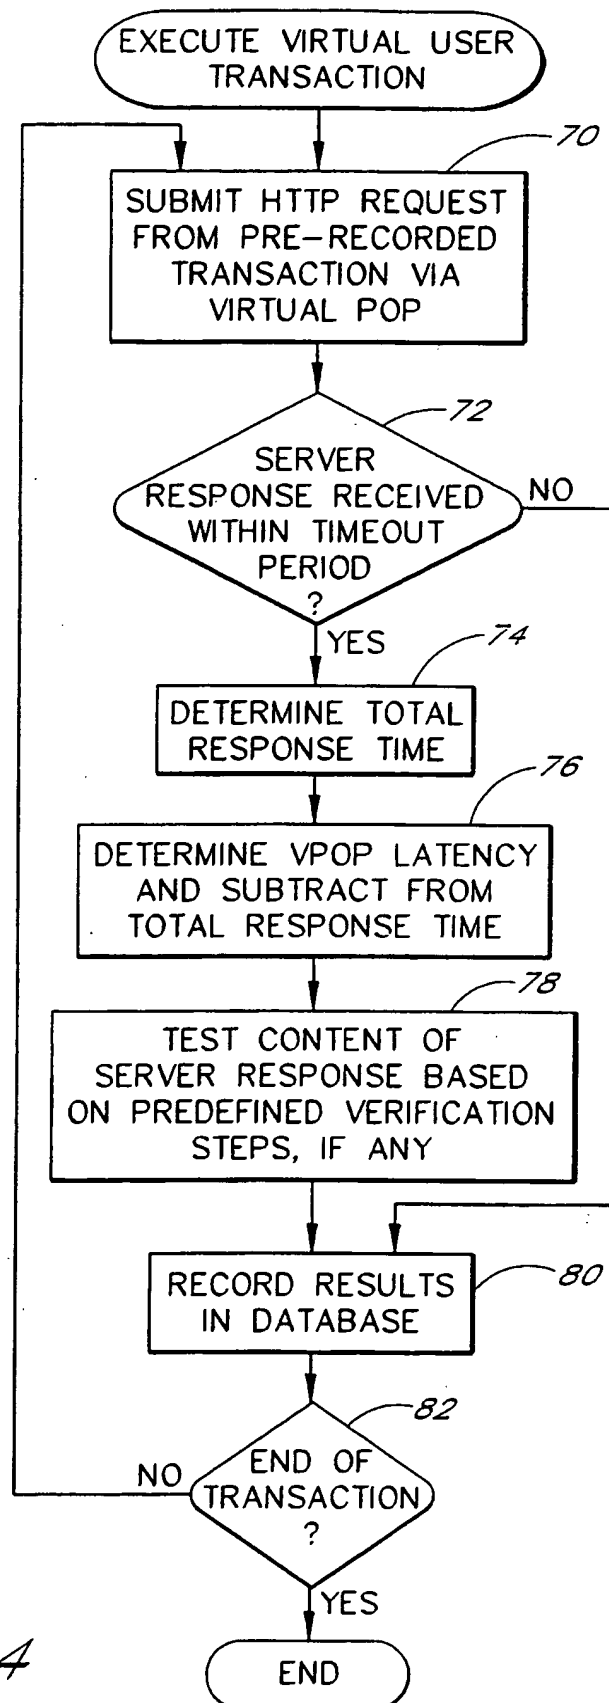 EXECUTE VIRTUAL USER
TRANSACTION
70
SUBMIT HTTP REQUEST
FROM PRE-RECORDED
TRANSACTION VIA
VIRTUAL POP
72
SERVER
RESPONSE RECEIVED
WITHIN TIMEOUT
PERIOD
?
NO
YES
74
DETERMINE TOTAL
RESPONSE TIME
76
DETERMINE VPOP LATENCY
AND SUBTRACT FROM
TOTAL RESPONSE TIME
78
TEST CONTENT OF
SERVER RESPONSE BASED
ON PREDEFINED VERIFICATION
STEPS, IF ANY
80
RECORD RESULTS
IN DATABASE
82
END OF
TRANSACTION
?
NO
YES
4
END